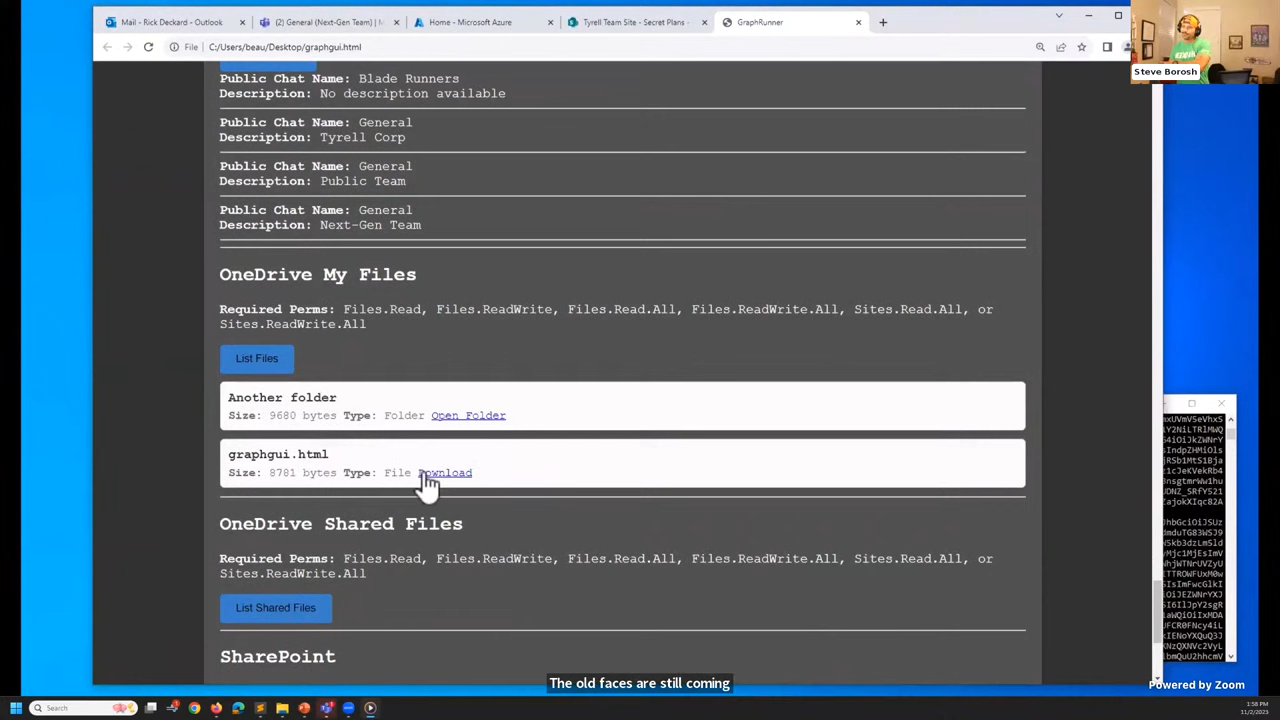 Mail - Rick Deckard - Outlook
(2) General (Next-Gen Team) | M
Home - Microsoft Azure
Tyrell Team Site - Secret Plans -
GraphRunner
File
C:/Users/beau/Desktop/graphgui.html
Steve Borosh
Public Chat Name: Blade Runners
Description: No description available
Public Chat Name: General
Description: Tyrell Corp
Public Chat Name: General
Description: Public Team
Public Chat Name: General
Description: Next-Gen Team
OneDrive My Files
Required Perms: Files.Read, Files.ReadWrite, Files.Read.All, Files.ReadWrite.All, Sites.Read.All, or
Sites.ReadWrite.All
List Files
Another folder
Size: 9680 bytes Type: Folder Open Folder
graphgui.html
Size: 8781 bytes Type: File Download
OneDrive Shared Files
Required Perms: Files.Read, Files.ReadWrite, Files.Read.All, Files.ReadWrite.All, Sites.Read.All, or
Sites.ReadWrite.All
List Shared Files
SharePoint
The old faces are still coming
Powered by Zoom
Search
1:58 PM
11/2/2023